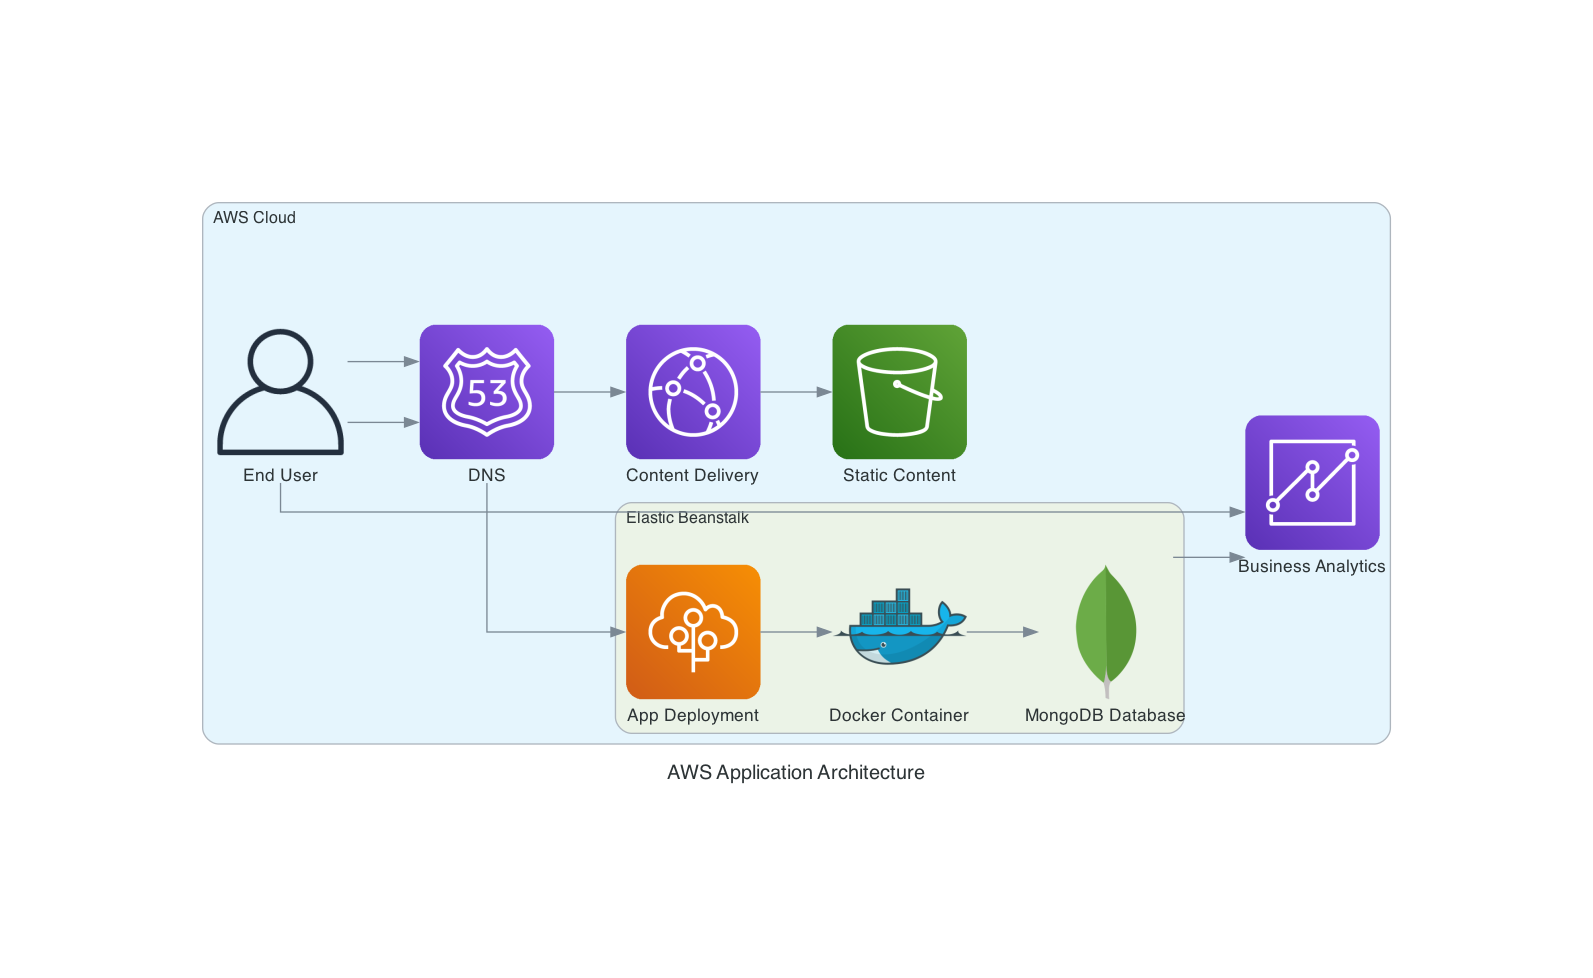 AWS Cloud
53
End User
DNS
Content Delivery
Static Content
Elastic Beanstalk
Business Analytics
App Deployment
Docker Container
MongoDB Database
AWS Application Architecture